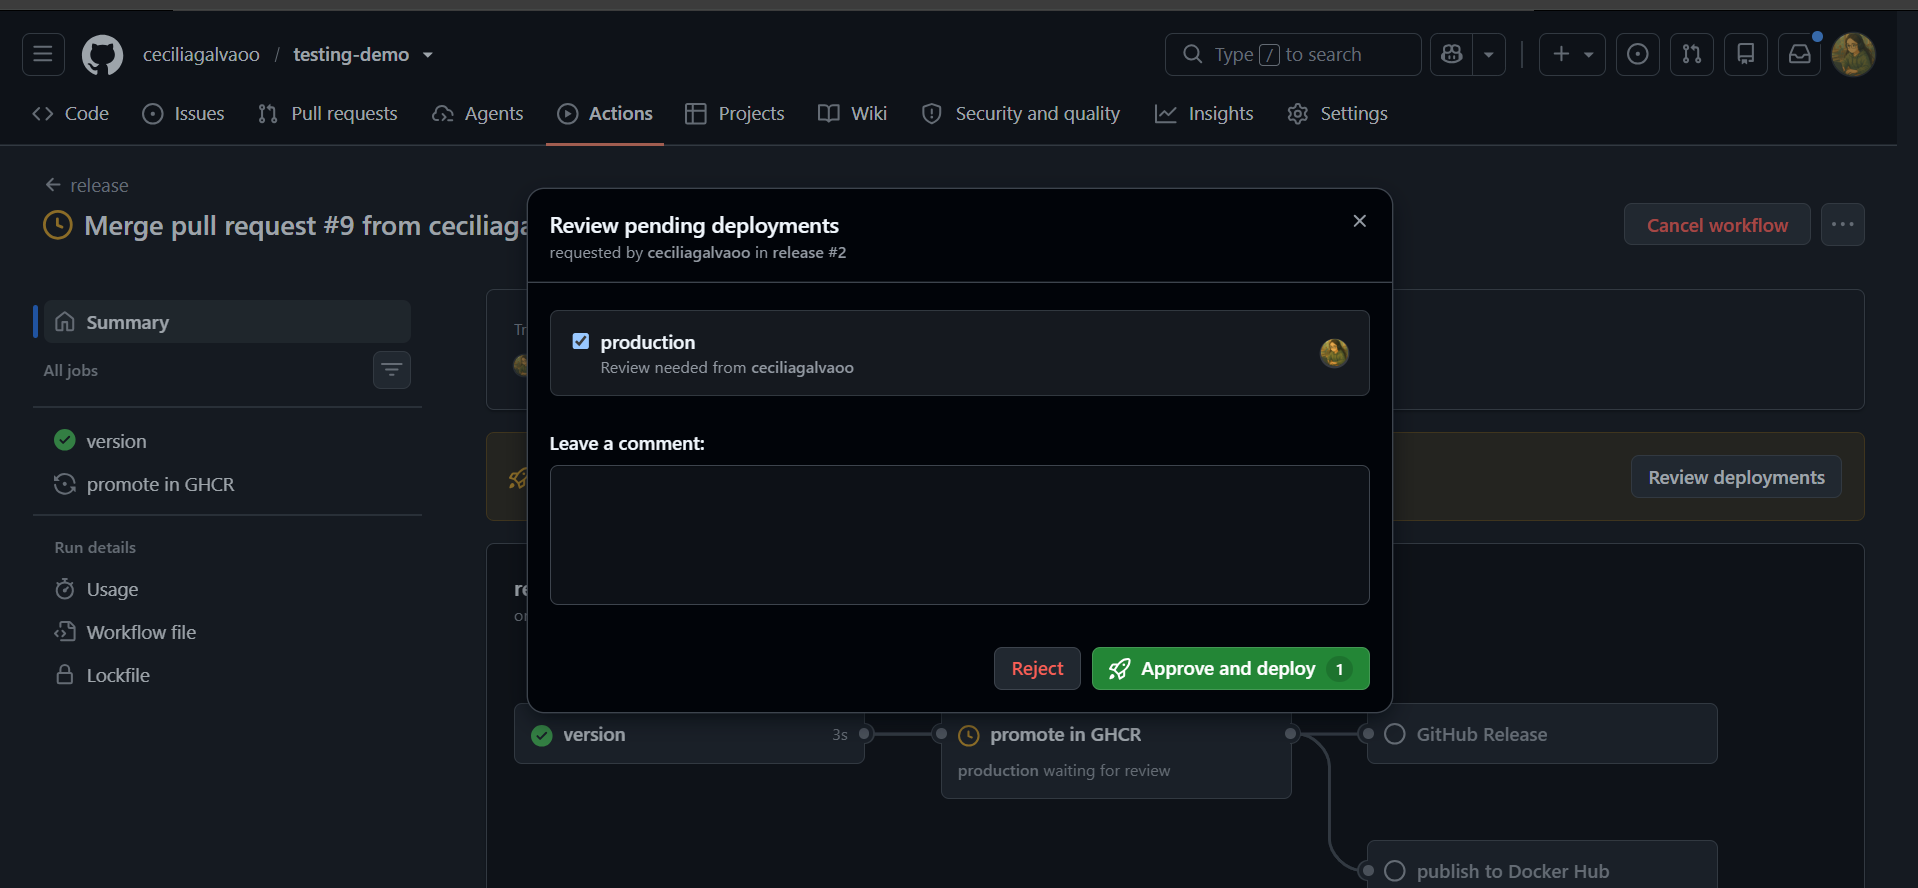 ceciliagalvaoo / testing-demo
Type / to search
Code
Issues
Pull requests
Agents
Actions
Projects
Wiki
Security and quality
Insights
Settings
release
Merge pull request #9 from ceciliaga
Cancel workflow
Summary
All jobs
version
promote in GHCR
Run details
Usage
Workflow file
Lockfile
Review pending deployments
requested by ceciliagalvaoo in release #2
production
Review needed from ceciliagalvaoo
Leave a comment:
Reject
Approve and deploy 1
Tr
Review deployments
re
on
version 3s
promote in GHCR
production waiting for review
GitHub Release
publish to Docker Hub